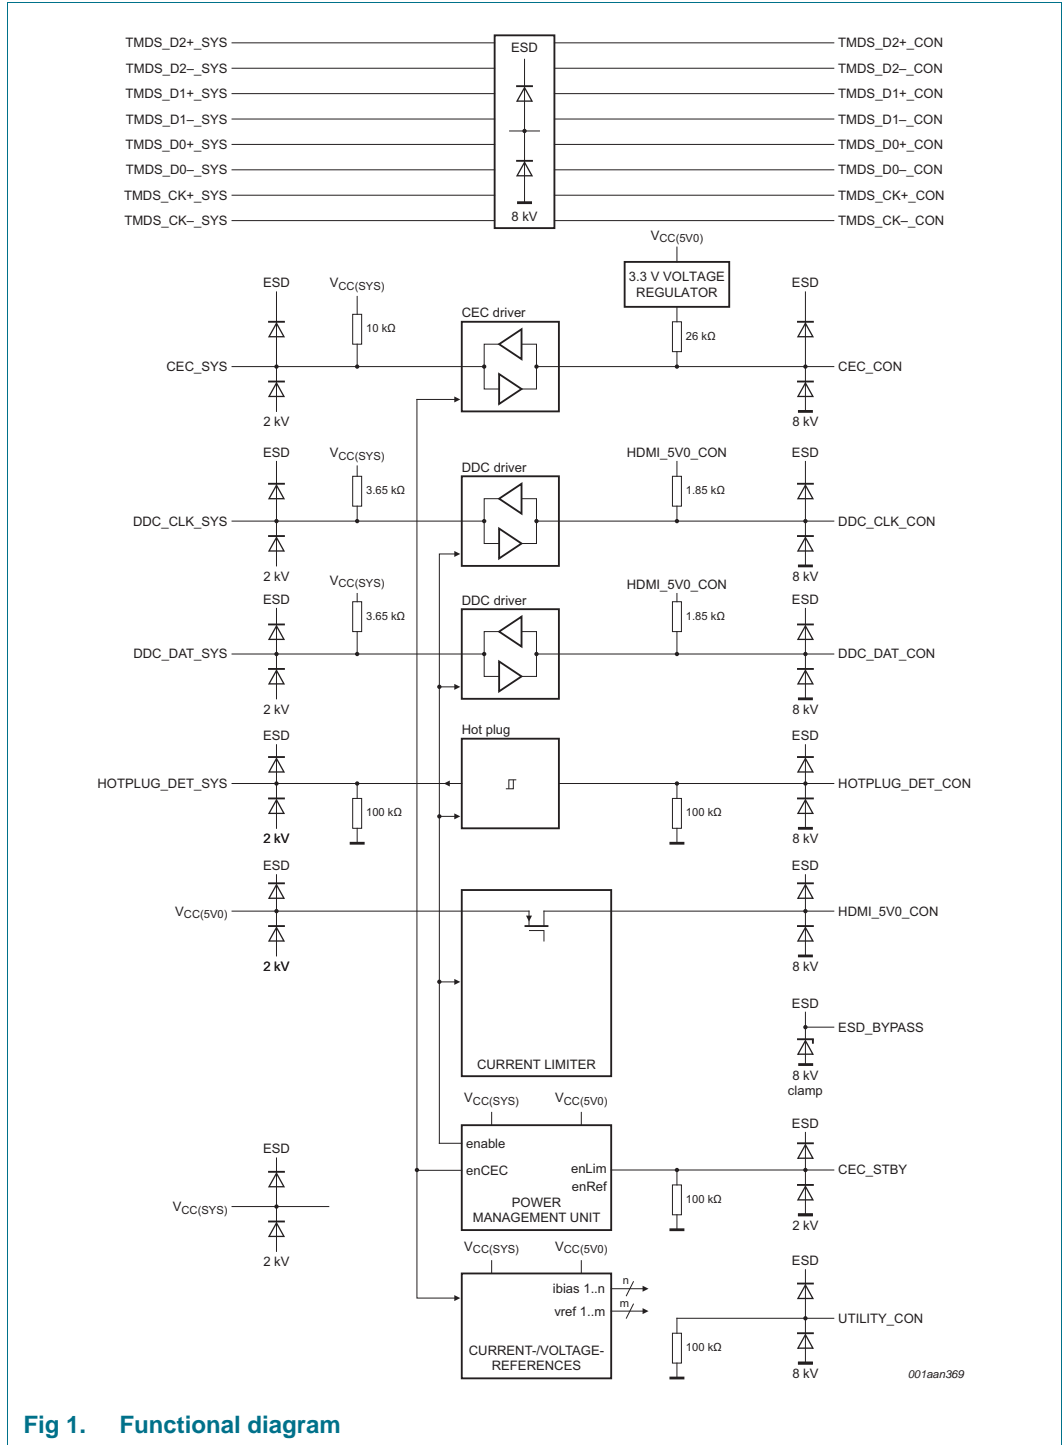 TMDS_D2+_SYS ESD TMDS_D2+_CON
TMDS_D2–_SYS TMDS_D2–_CON
TMDS_D1+_SYS TMDS_D1+_CON
TMDS_D1–_SYS TMDS_D1–_CON
TMDS_D0+_SYS TMDS_D0+_CON
TMDS_D0–_SYS TMDS_D0–_CON
TMDS_CK+_SYS TMDS_CK+_CON
TMDS_CK–_SYS 8 kV TMDS_CK–_CON
VCC(5V0)
3.3 V VOLTAGE
REGULATOR
ESD VCC(SYS) ESD
CEC driver
10 kΩ 26 kΩ
CEC_SYS CEC_CON
2 kV 8 kV
ESD VCC(SYS) HDMI_5V0_CON ESD
DDC driver
3.65 kΩ 1.85 kΩ
DDC_CLK_SYS DDC_CLK_CON
2 kV 8 kV
VCC(SYS) HDMI_5V0_CON
ESD DDC driver ESD
3.65 kΩ 1.85 kΩ
DDC_DAT_SYS DDC_DAT_CON
2 kV 8 kV
ESD Hot plug ESD
HOTPLUG_DET_SYS HOTPLUG_DET_CON
100 kΩ 100 kΩ
2 kV 8 kV
ESD ESD
VCC(5V0) HDMI_5V0_CON
2 kV 8 kV
ESD
ESD_BYPASS
CURRENT LIMITER
8 kV
clamp
VCC(SYS) VCC(5V0)
ESD
enable
ESD
enCEC enLim CEC_STBY
enRef
100 kΩ
VCC(SYS)
POWER
MANAGEMENT UNIT
2 kV
2 kV
VCC(SYS) VCC(5V0)
ESD
ibias 1..n n
vref 1..m m
UTILITY_CON
100 kΩ
CURRENT-/VOLTAGE-
REFERENCES
8 kV
001aan369
Fig 1. Functional diagram